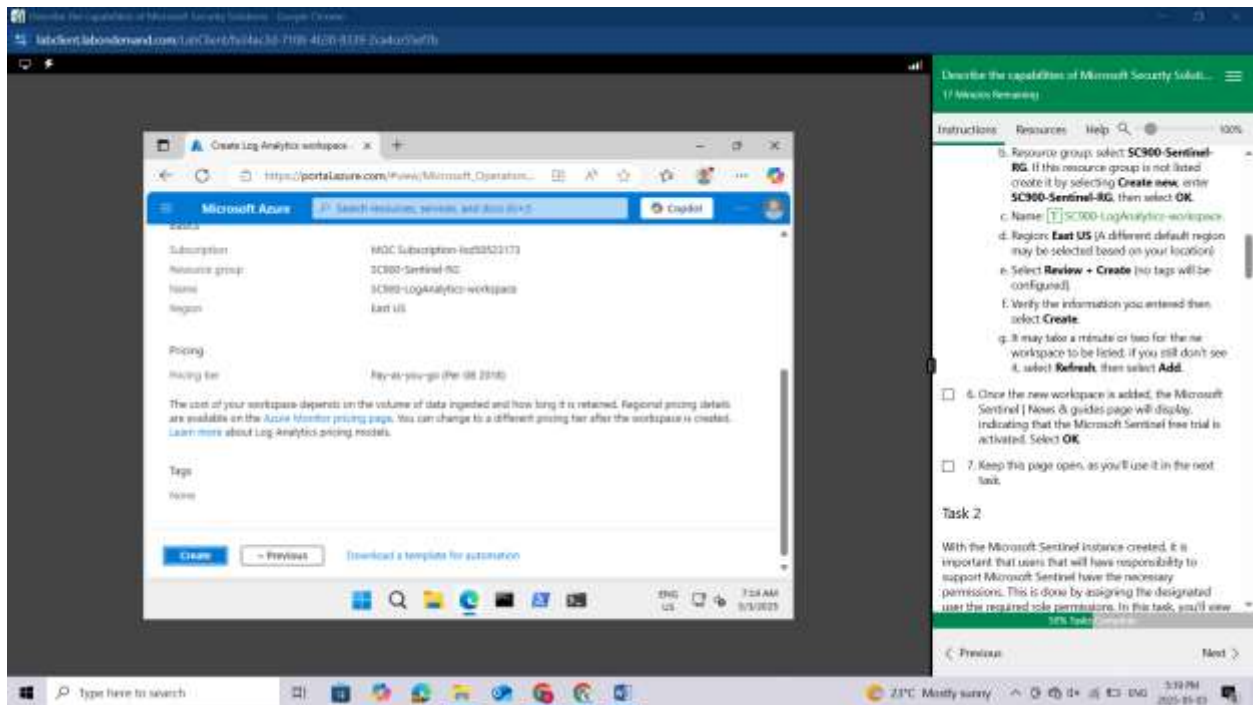 Describe the capabilities of Microsoft Security Solutions - Google Chrome
Describe the capabilities of Microsoft Security Soluti...
17 Minutes Remaining
Instructions Resources Help 100%
b. Resource group: select SC900-Sentinel-
RG. If this resource group is not listed
create it by selecting Create new, enter
SC900-Sentinel-RG, then select OK.
c. Name: T SC900-LogAnalytics-workspace.
d. Region: East US (A different default region
may be selected based on your location)
e. Select Review + Create (no tags will be
configured).
f. Verify the information you entered then
select Create.
g. It may take a minute or two for the ne
workspace to be listed, if you still don't see
it, select Refresh, then select Add.
6. Once the new workspace is added, the Microsoft
Sentinel | News & guides page will display,
indicating that the Microsoft Sentinel free trial is
activated. Select OK.
7. Keep this page open, as you'll use it in the next
task.
Task 2
With the Microsoft Sentinel instance created, it is
important that users that will have responsibility to
support Microsoft Sentinel have the necessary
permissions. This is done by assigning the designated
user the required role permissions. In this task, you'll view
Previous Next
Create Log Analytics workspace
https://portal.azure.com/#view/Microsoft_Operation...
Microsoft Azure Search resources, services, and docs (G+/) Copilot
Basics
Subscription
Resource group SC900-Sentinel-RG
Name SC900-LogAnalytics-workspace
Region East US
Pricing
Pricing tier Pay-as-you-go (Per GB 2018)
The cost of your workspace depends on the volume of data ingested and how long it is retained. Regional pricing details
are available on the Azure Monitor pricing page. You can change to a different pricing tier after the workspace is created.
Learn more about Log Analytics pricing models.
Tags
None
Create < Previous Download a template for automation
ENG
US
7:18 AM
5/3/2025
Type here to search
23°C Mostly sunny
ENG
5:19 PM
2025-05-03